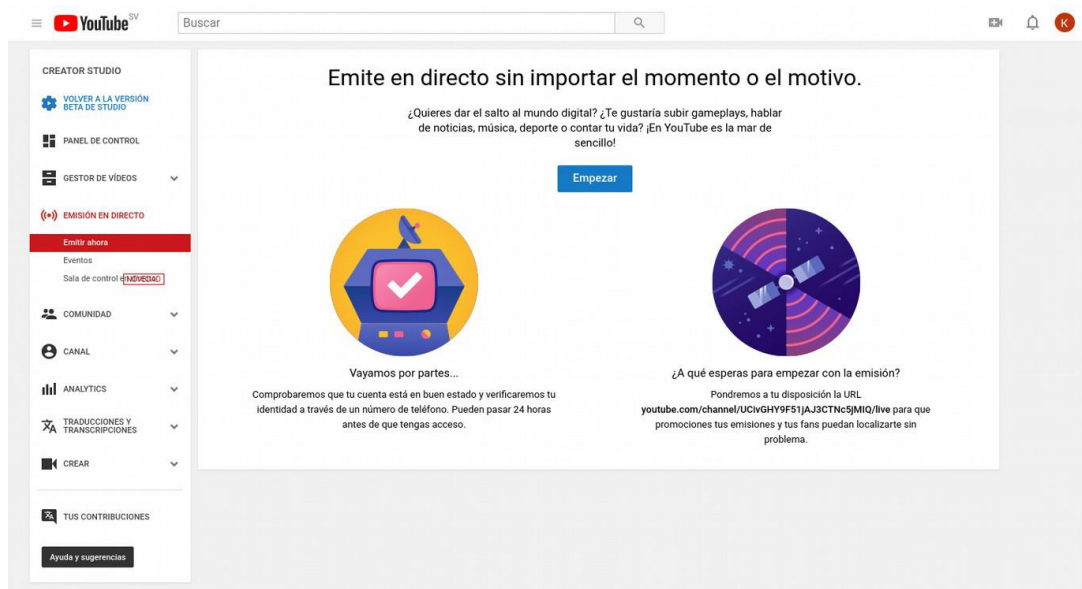 YouTube SV
Buscar
K
CREATOR STUDIO
VOLVER A LA VERSIÓN
BETA DE STUDIO
PANEL DE CONTROL
GESTOR DE VÍDEOS
EMISIÓN EN DIRECTO
Emitir ahora
Eventos
Sala de control NOVEDAD
COMUNIDAD
CANAL
ANALYTICS
TRADUCCIONES Y
TRANSCRIPCIONES
CREAR
TUS CONTRIBUCIONES
Ayuda y sugerencias
Emite en directo sin importar el momento o el motivo.
¿Quieres dar el salto al mundo digital? ¿Te gustaría subir gameplays, hablar
de noticias, música, deporte o contar tu vida? ¡En YouTube es la mar de
sencillo!
Empezar
Vayamos por partes...
Comprobaremos que tu cuenta está en buen estado y verificaremos tu
identidad a través de un número de teléfono. Pueden pasar 24 horas
antes de que tengas acceso.
¿A qué esperas para empezar con la emisión?
Pondremos a tu disposición la URL
youtube.com/channel/UCivGHY9F51jAJ3CTNc5jMIQ/live para que
promociones tus emisiones y tus fans puedan localizarte sin
problema.